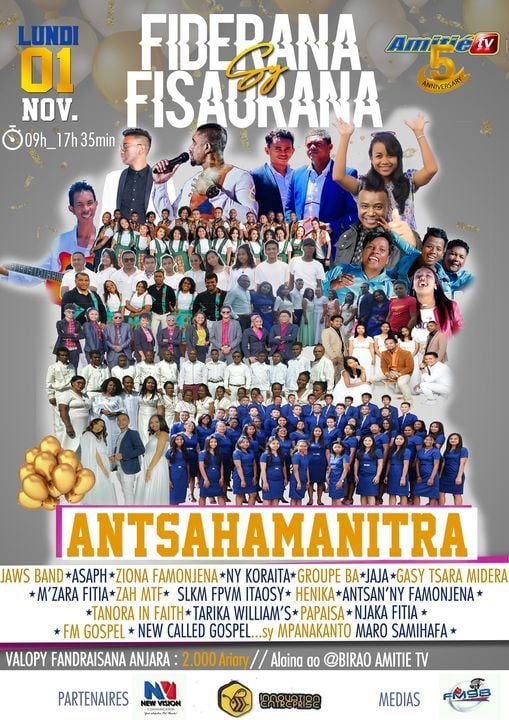 LUNDI
01
NOV.
09h_17h 35min
FIDERANA
Sy
FISAORANA
Amitié tv
5
ANNIVERSARY
ANTSAHAMANITRA
JAWS BAND★ASAPH★ZIONA FAMONJENA★NY KORAITA★GROUPE BA★JAJA★GASY TSARA MIDERA
★M'ZARA FITIA★ZAH MTF★ SLKM FPVM ITAOSY★ HENIKA★ANTSAN'NY FAMONJENA★
★TANORA IN FAITH★TARIKA WILLIAM'S★PAPAISA★NJAKA FITIA★
★FM GOSPEL★ NEW CALLED GOSPEL...sy MPANAKANTO MARO SAMIHAFA★
VALOPY FANDRAISANA ANJARA : 2.000 Ariary// Alaina ao @BIRAO AMITIE TV
PARTENAIRES
NEW VISION
COMMUNICATION
INNOVATION
ENTREPRISE
MEDIAS